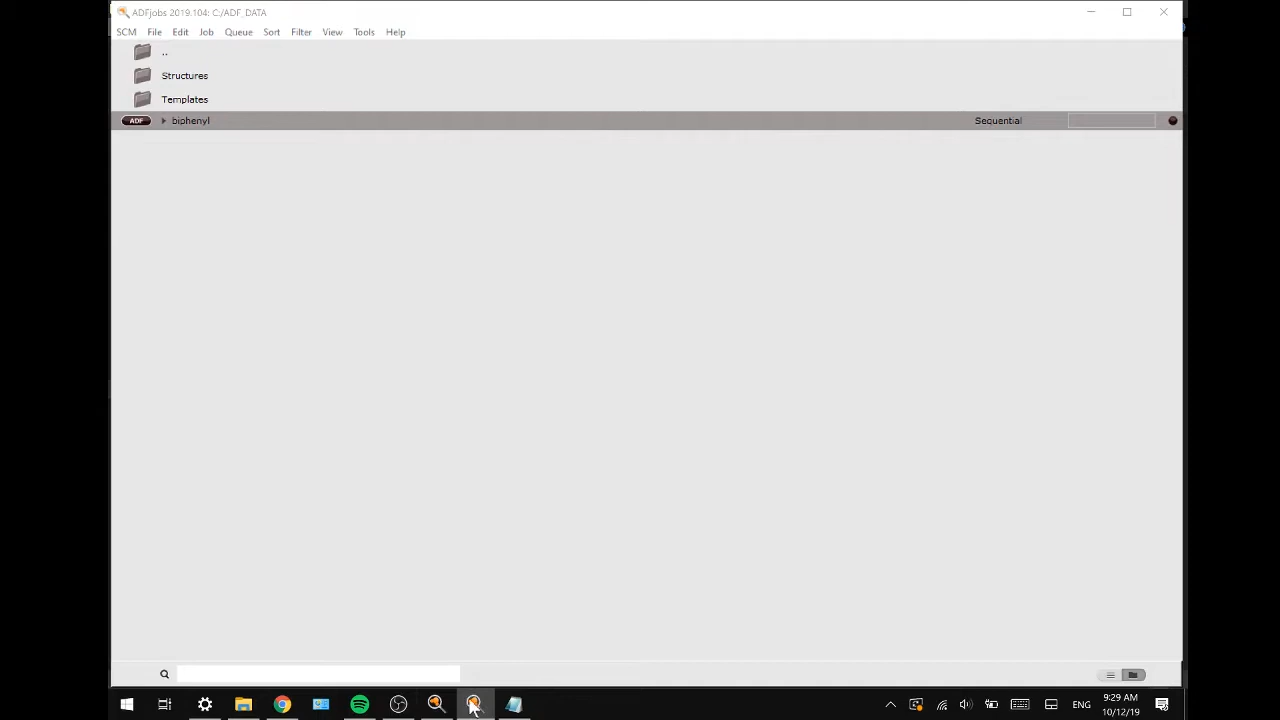 ADFjobs 2019.104: C:/ADF_DATA
SCM File Edit Job Queue Sort Filter View Tools Help
..
Structures
Templates
ADF biphenyl Sequential
ENG
9:29 AM
10/12/19